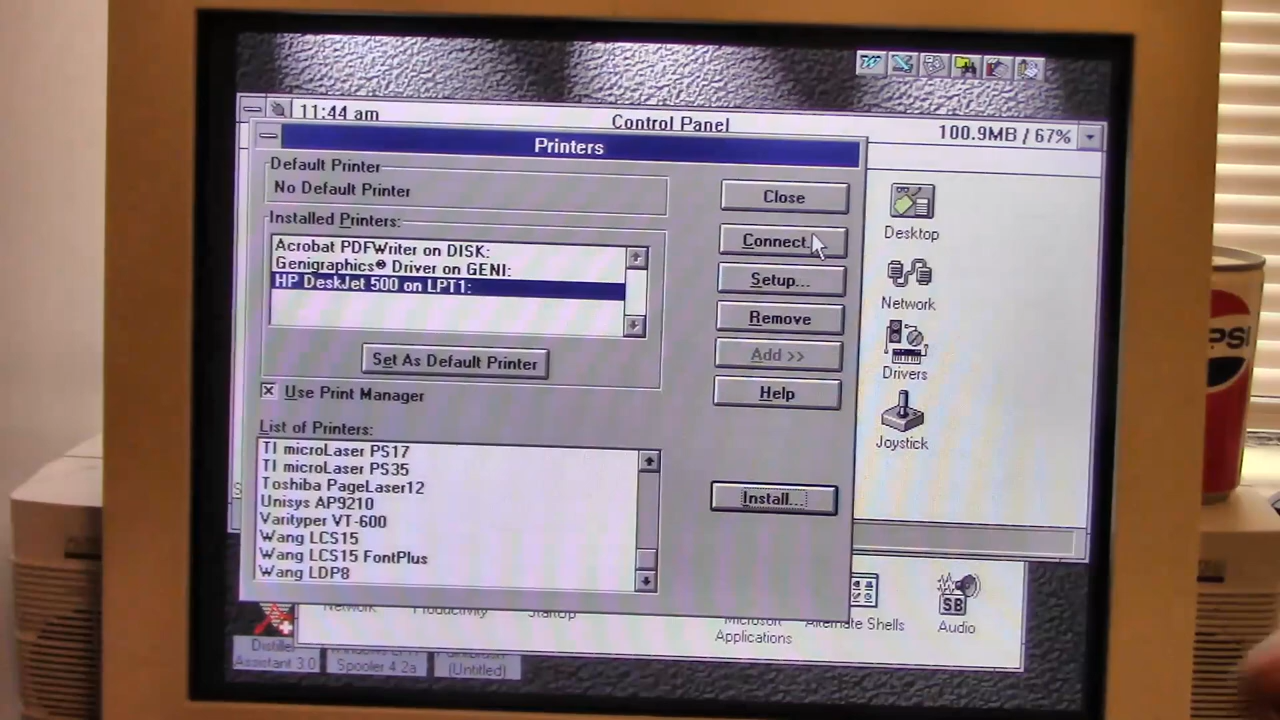 11:44 am
Control Panel
100.9MB / 67%
Printers
Default Printer
No Default Printer
Installed Printers:
Acrobat PDFWriter on DISK:
Genigraphics® Driver on GENI:
HP DeskJet 500 on LPT1:
Set As Default Printer
Use Print Manager
List of Printers:
TI microLaser PS17
TI microLaser PS35
Toshiba PageLaser12
Unisys AP9210
Varityper VT-600
Wang LCS15
Wang LCS15 FontPlus
Wang LDP8
Close
Connect.
Setup...
Remove
Add >>
Help
Install...
Desktop
Network
Drivers
Joystick
PSI
Network
Productivity
StartUp
Microsoft
Applications
Alternate Shells
SB
Audio
Distiller
Assistant 3.0
Spooler 4.2a
(Untitled)